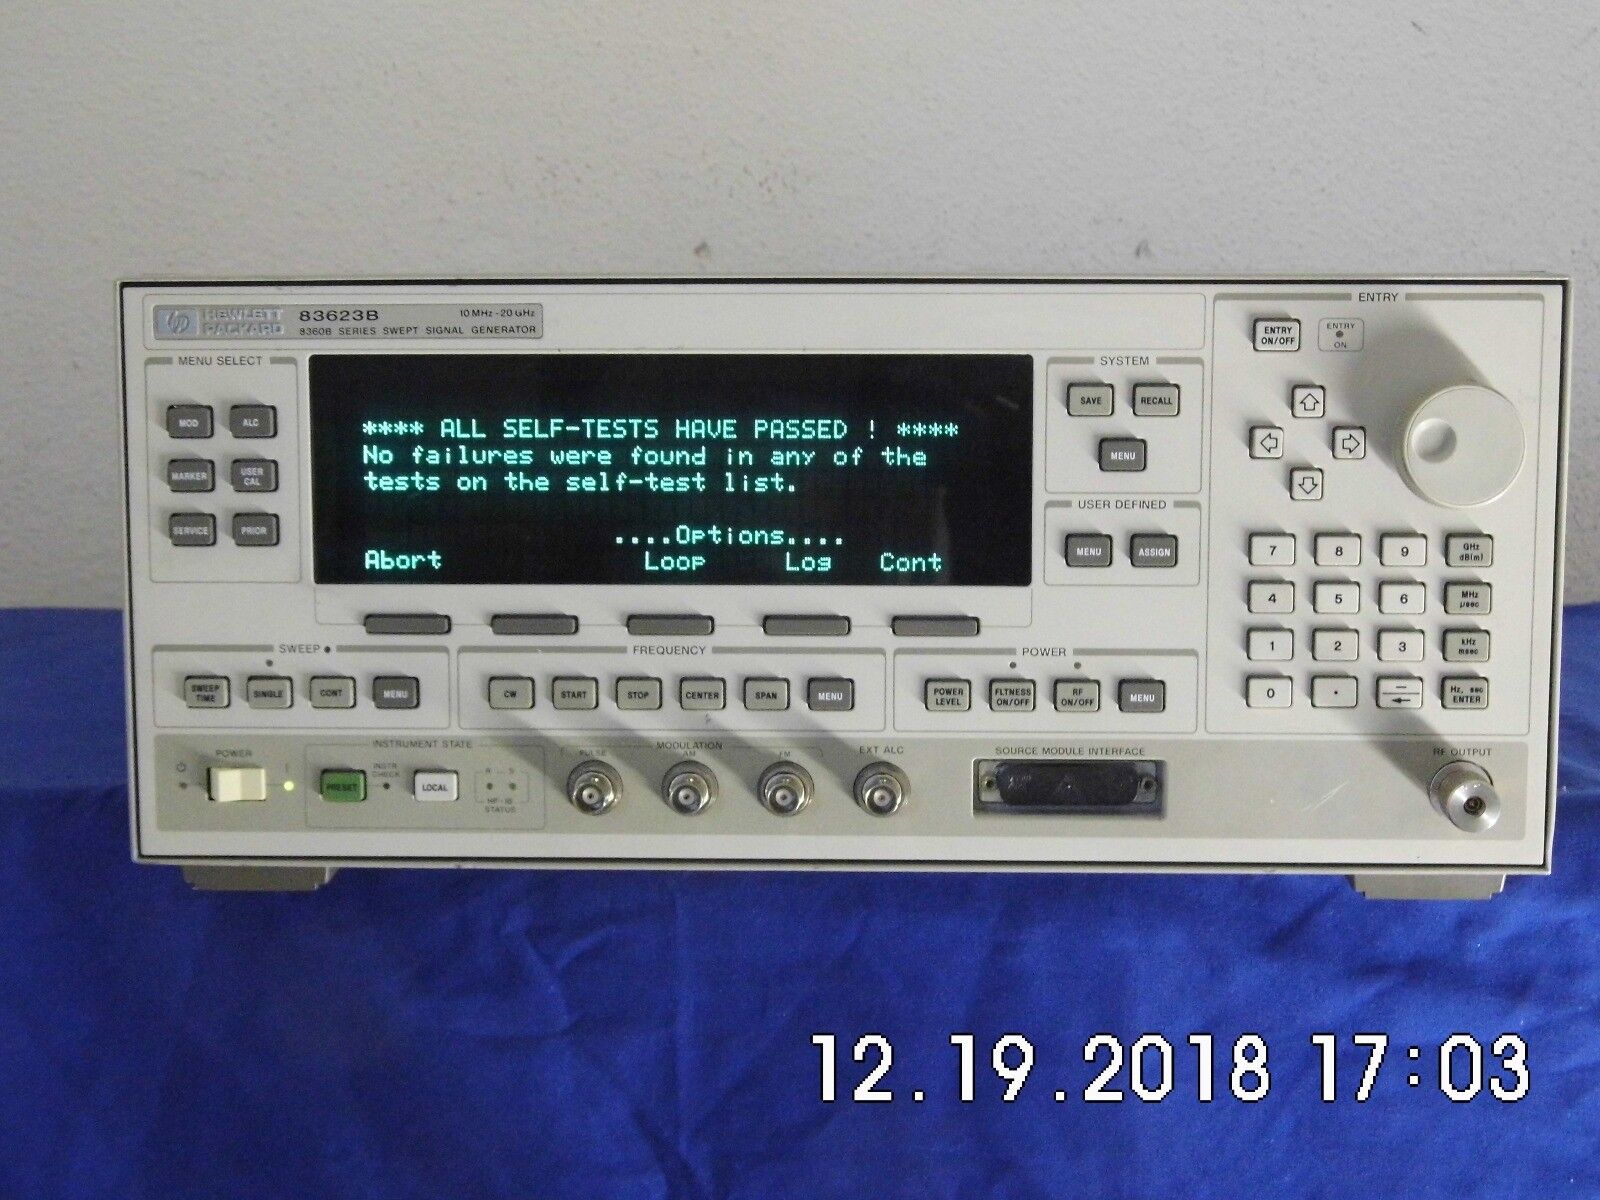 hp HEWLETT PACKARD
83623B 10 MHz - 20 GHz
8360B SERIES SWEPT SIGNAL GENERATOR
MENU SELECT
MOD ALC
MARKER USER CAL
SERVICE PRIOR
**** ALL SELF-TESTS HAVE PASSED ! ****
No failures were found in any of the
tests on the self-test list.
....Options....
Abort Loop Log Cont
SYSTEM
SAVE RECALL
MENU
USER DEFINED
MENU ASSIGN
ENTRY
ENTRY ON/OFF
ENTRY ON
7 8 9 GHz dB(m)
4 5 6 MHz µsec
1 2 3 kHz msec
0 . − Hz, sec ENTER
SWEEP
SWEEP TIME SINGLE CONT MENU
FREQUENCY
CW START STOP CENTER SPAN MENU
POWER
POWER LEVEL FLTNESS ON/OFF RF ON/OFF MENU
POWER
INSTRUMENT STATE
PRESET
INSTR CHECK
LOCAL
R S
HP-IB STATUS
MODULATION
PULSE AM FM
EXT ALC
SOURCE MODULE INTERFACE
RF OUTPUT
12.19.2018 17:03